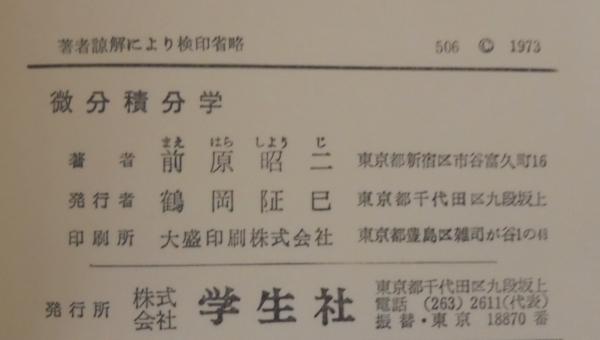 著者諒解により検印省略 506 © 1973
微分積分学
まえ はら しよう じ
著者 前原昭二 東京都新宿区市谷富久町16
発行者 鶴岡阷巳 東京都千代田区九段坂上
印刷所 大盛印刷株式会社 東京都豊島区雑司が谷1の48
発行所 株式会社 学生社 東京都千代田区九段坂上
電話 (263) 2611(代表)
振替・東京 18870 番